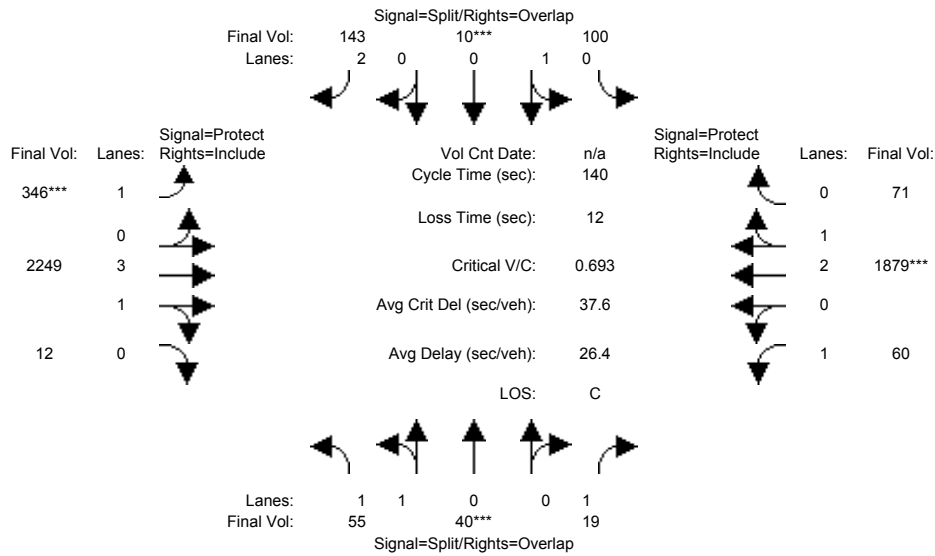 Signal=Split/Rights=Overlap
Final Vol: 143 10*** 100
Lanes: 2 0 0 1 0
Signal=Protect Signal=Protect
Final Vol: Lanes: Rights=Include Vol Cnt Date: n/a Rights=Include Lanes: Final Vol:
Cycle Time (sec): 140
346*** 1 0 71
Loss Time (sec): 12
0 1
2249 3 Critical V/C: 0.693 2 1879***
1 Avg Crit Del (sec/veh): 37.6 0
12 0 Avg Delay (sec/veh): 26.4 1 60
LOS: C
Lanes: 1 1 0 0 1
Final Vol: 55 40*** 19
Signal=Split/Rights=Overlap